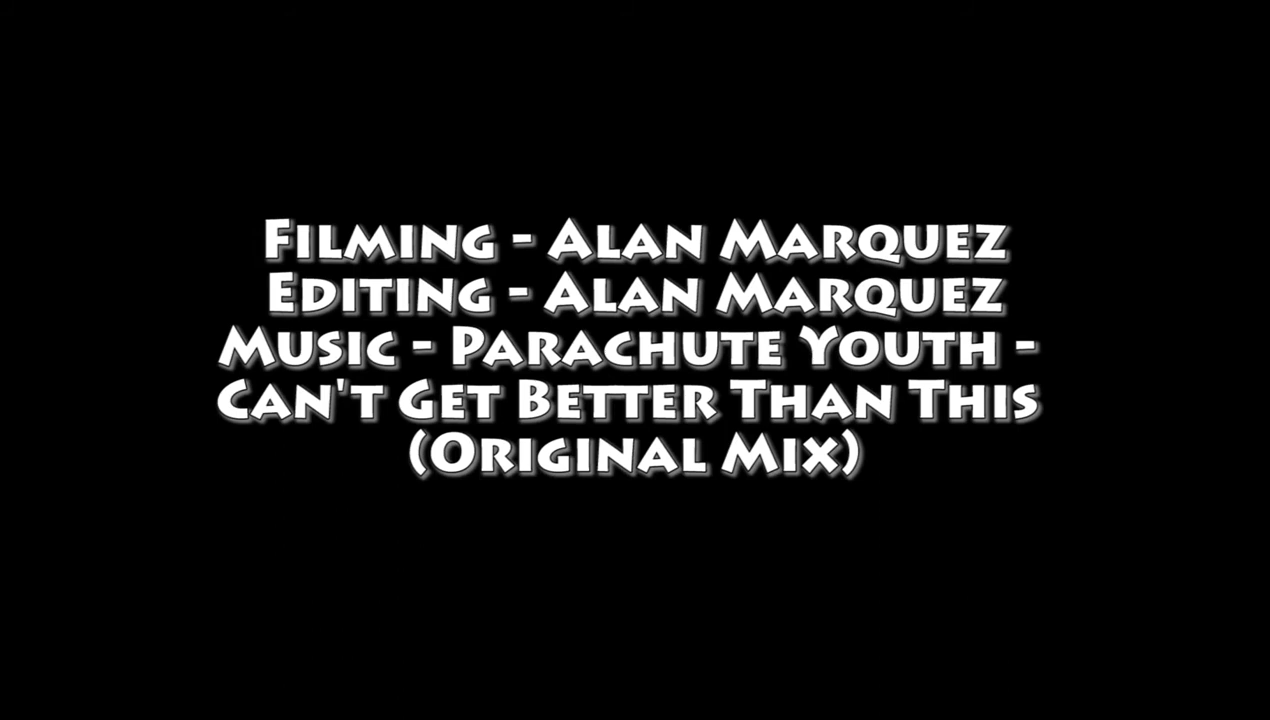 Filming - Alan Marquez
Editing - Alan Marquez
Music - Parachute Youth -
Can't Get Better Than This
(Original Mix)